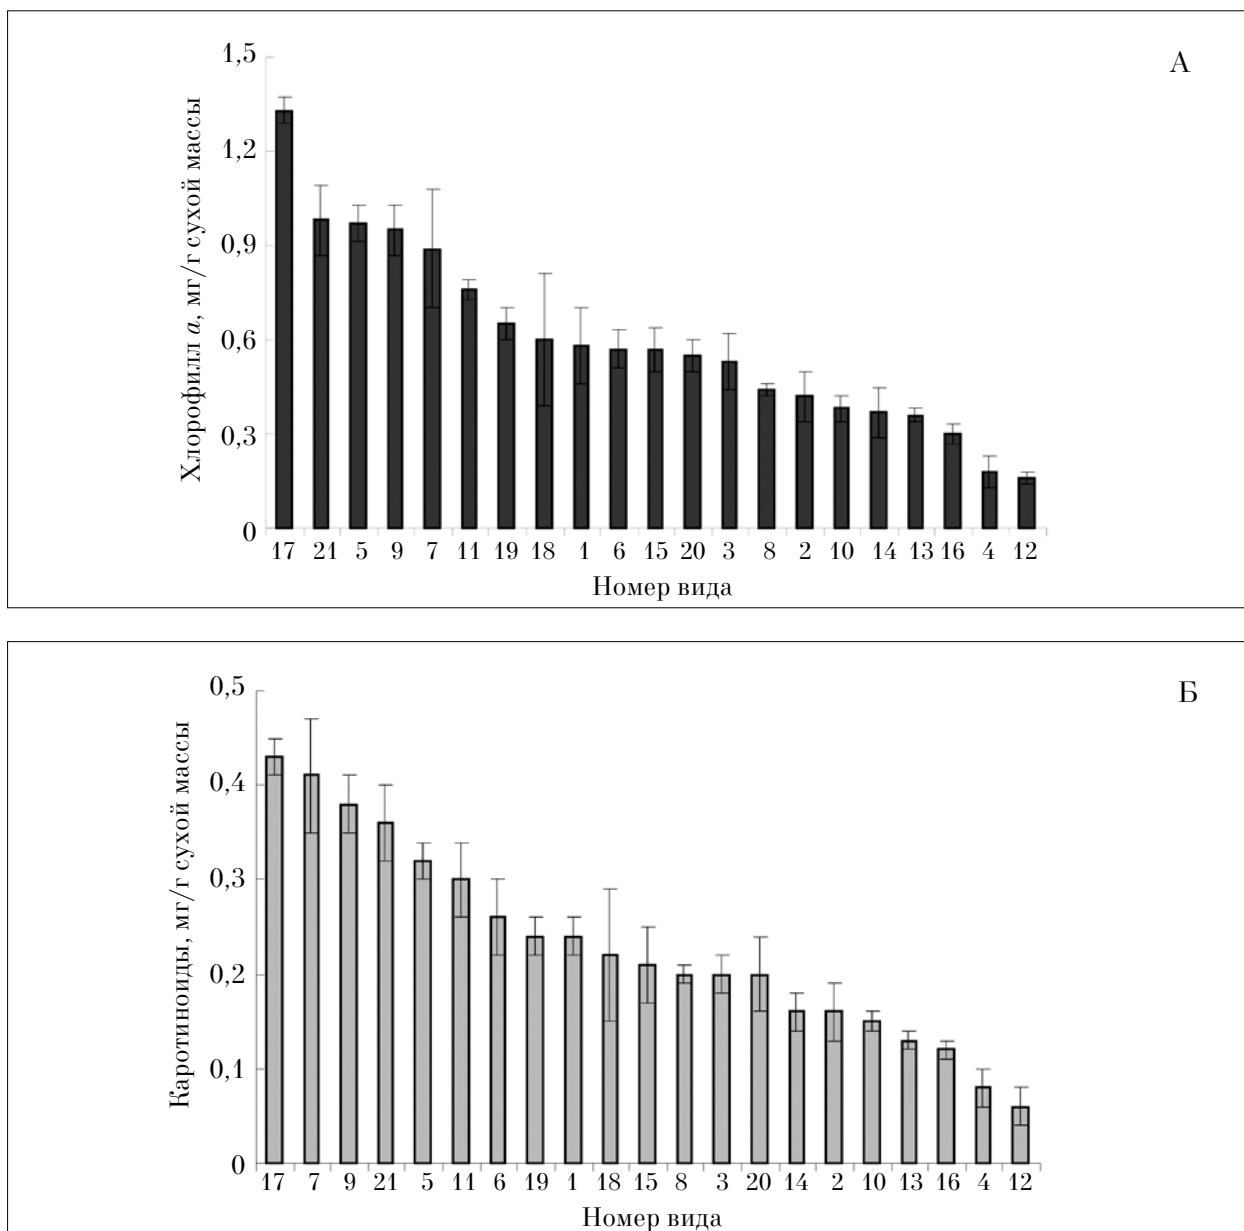 А
Хлорофилл а, мг/г сухой массы
1,5
1,2
0,9
0,6
0,3
0
17 21 5 9 7 11 19 18 1 6 15 20 3 8 2 10 14 13 16 4 12
Номер вида
Б
Каротиноиды, мг/г сухой массы
0,5
0,4
0,3
0,2
0,1
0
17 7 9 21 5 11 6 19 1 18 15 8 3 20 14 2 10 13 16 4 12
Номер вида